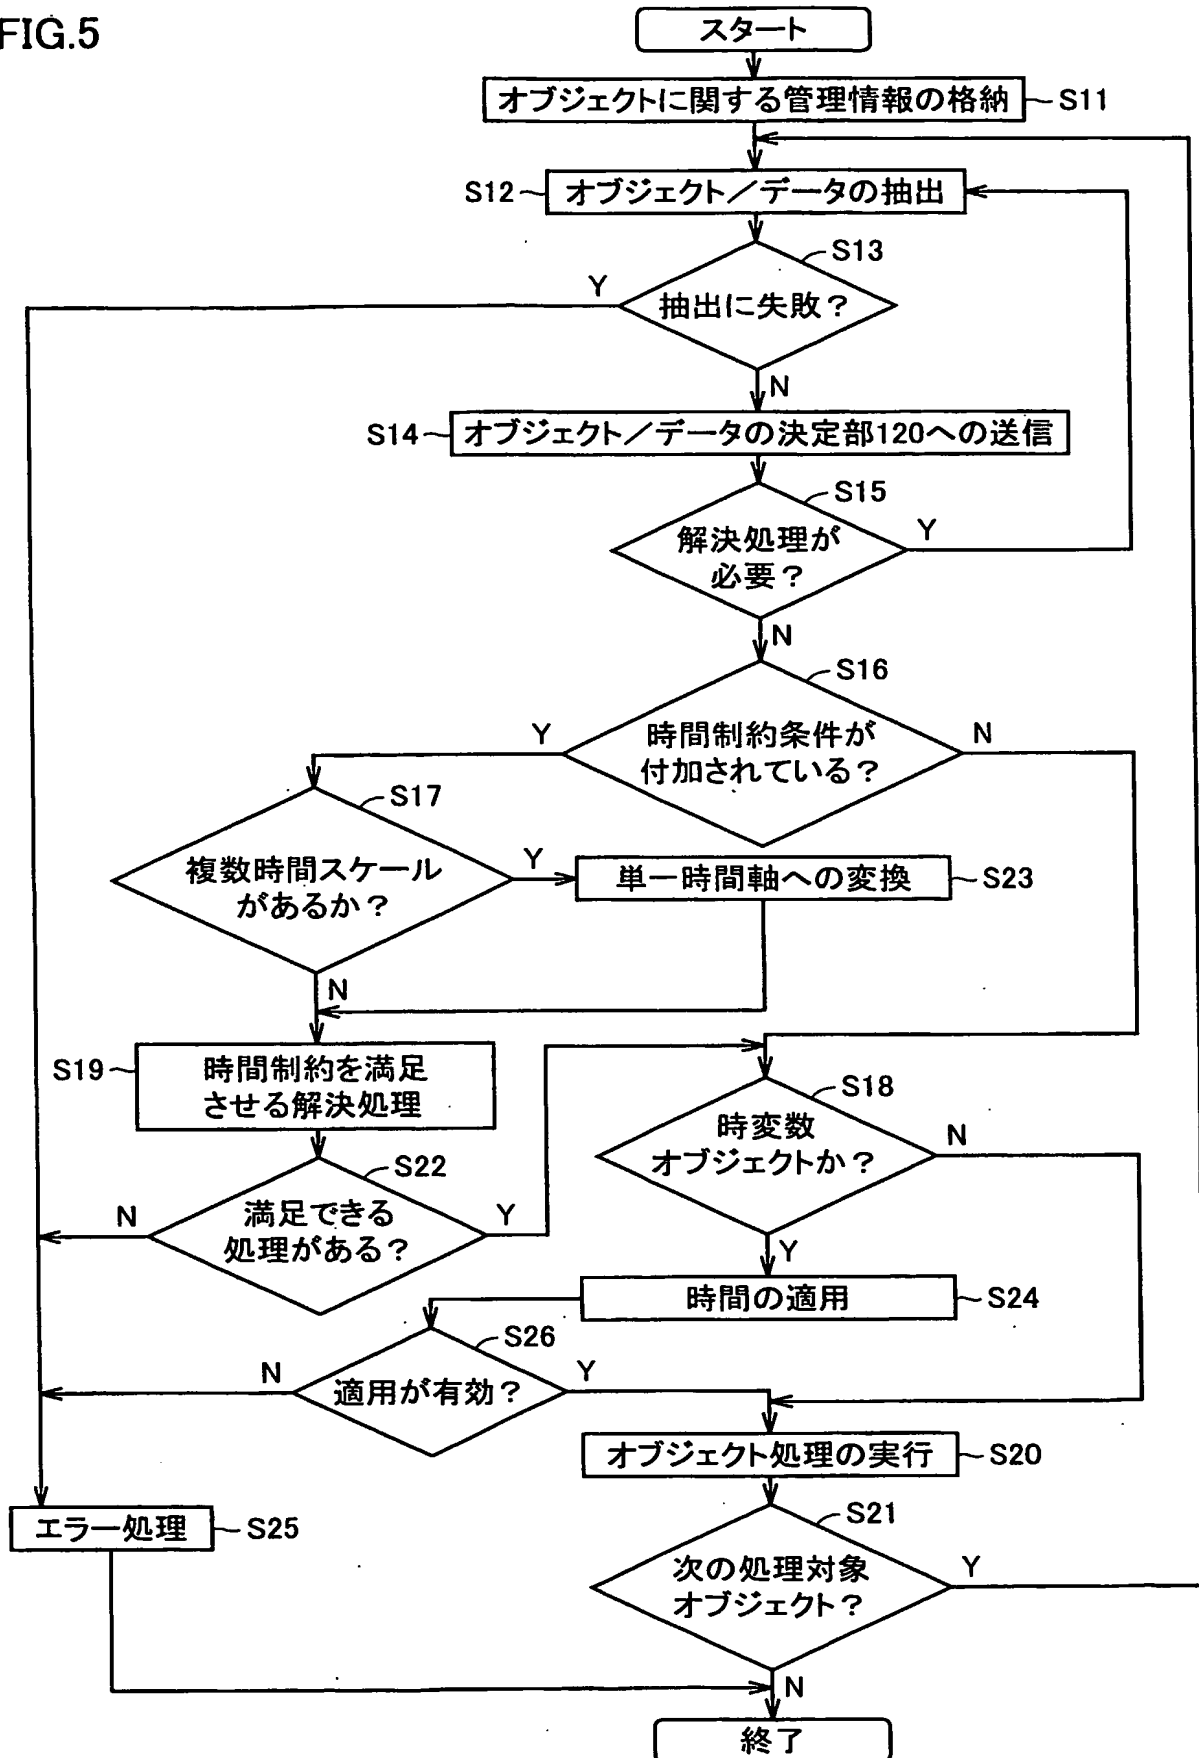 FIG.5
スタート
オブジェクトに関する管理情報の格納
S11
S12
オブジェクト／データの抽出
S13
Y
抽出に失敗？
N
S14
オブジェクト／データの決定部120への送信
S15
解決処理が
必要？
Y
N
S16
Y
時間制約条件が
付加されている？
N
S17
複数時間スケール
があるか？
Y
単一時間軸への変換
S23
N
S19
時間制約を満足
させる解決処理
S18
時変数
オブジェクトか？
N
S22
N
満足できる
処理がある？
Y
Y
時間の適用
S24
S26
N
適用が有効？
Y
オブジェクト処理の実行
S20
S21
エラー処理
S25
次の処理対象
オブジェクト？
Y
N
終了